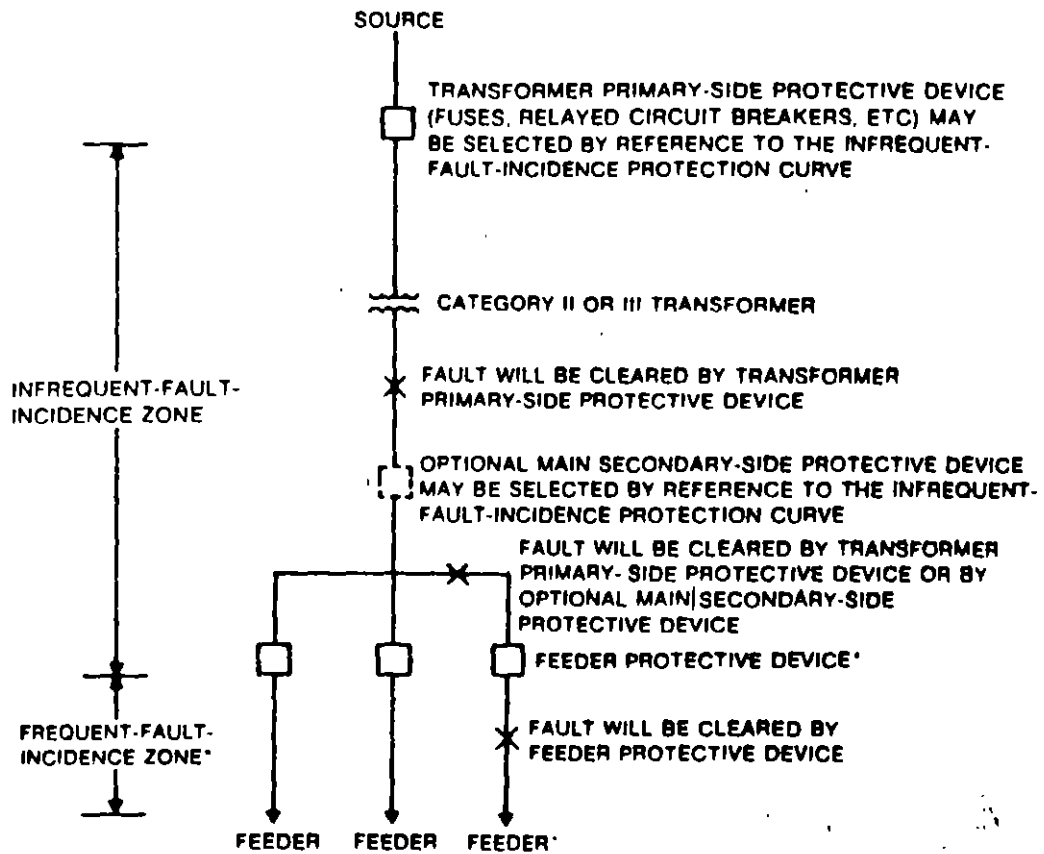 SOURCE
TRANSFORMER PRIMARY-SIDE PROTECTIVE DEVICE
(FUSES, RELAYED CIRCUIT BREAKERS, ETC) MAY
BE SELECTED BY REFERENCE TO THE INFREQUENT-
FAULT-INCIDENCE PROTECTION CURVE
CATEGORY II OR III TRANSFORMER
FAULT WILL BE CLEARED BY TRANSFORMER
PRIMARY-SIDE PROTECTIVE DEVICE
INFREQUENT-FAULT-
INCIDENCE ZONE
OPTIONAL MAIN SECONDARY-SIDE PROTECTIVE DEVICE
MAY BE SELECTED BY REFERENCE TO THE INFREQUENT-
FAULT-INCIDENCE PROTECTION CURVE
FAULT WILL BE CLEARED BY TRANSFORMER
PRIMARY- SIDE PROTECTIVE DEVICE OR BY
OPTIONAL MAIN|SECONDARY-SIDE
PROTECTIVE DEVICE
FEEDER PROTECTIVE DEVICE*
FREQUENT-FAULT-
INCIDENCE ZONE*
FAULT WILL BE CLEARED BY
FEEDER PROTECTIVE DEVICE
FEEDER FEEDER FEEDER*